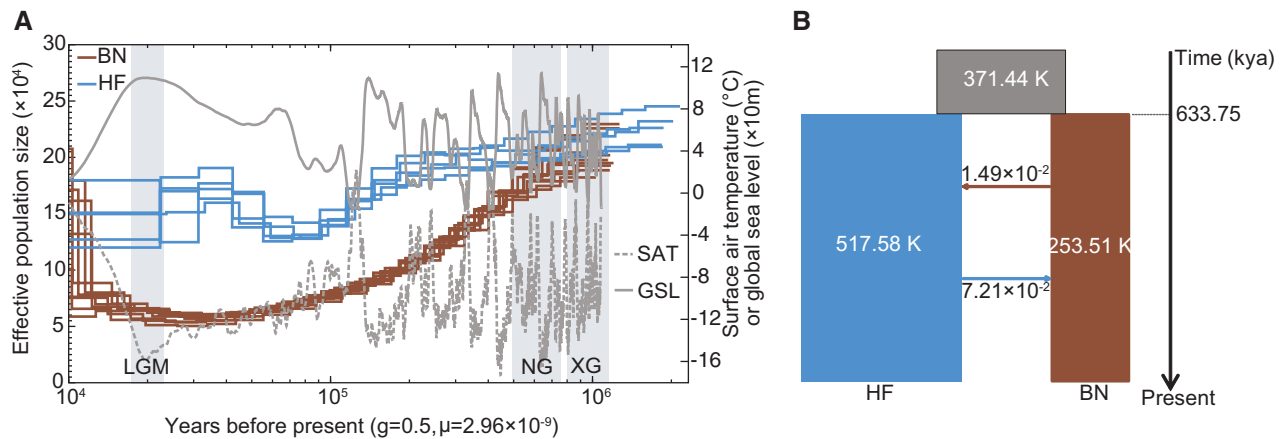 A
BN
HF
Effective population size (×10⁴)
30
25
20
15
10
5
0
12
8
4
0
-4
-8
-12
-16
Surface air temperature (°C)
or global sea level (×10m)
SAT
GSL
LGM
NG
XG
10⁴
10⁵
10⁶
Years before present (g=0.5, μ=2.96×10⁻⁹)
B
371.44 K
Time (kya)
633.75
1.49×10⁻²
517.58 K
253.51 K
7.21×10⁻²
HF
BN
Present